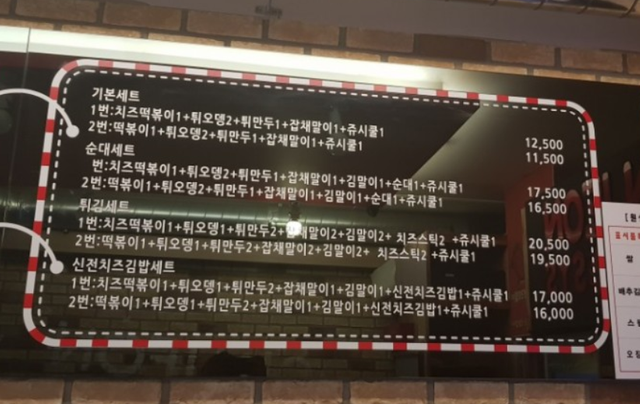 기본세트
1번:치즈떡볶이1+튀오뎅2+튀만두1+잡채말이1+쥬시쿨1 12,500
2번:떡볶이1+튀오뎅2+튀만두1+잡채말이1+쥬시쿨1 11,500
순대세트
번:치즈떡볶이1+튀오뎅2+튀만두1+잡채말이1+김말이1+순대1+쥬시쿨1 17,500
2번:떡볶이1+튀오뎅2+튀만두1+잡채말이1+김말이1+순대1+쥬시쿨1 16,500
튀김세트
1번:치즈떡볶이1+튀오뎅1+튀만두2+잡채말이2+김말이2+ 치즈스틱2 +쥬시쿨1 20,500
2번:떡볶이1+튀오뎅1+튀만두2+잡채말이2+김말이2+ 치즈스틱2 +쥬시쿨1 19,500
신전치즈김밥세트
1번:치즈떡볶이1+튀오뎅1+튀만두2+잡채말이1+김말이1+신전치즈김밥1+쥬시쿨1 17,000
2번:떡볶이1+튀오뎅1+튀만두2+잡채말이1+김말이1+신전치즈김밥1+쥬시쿨1 16,000
쌀
배추김
오징